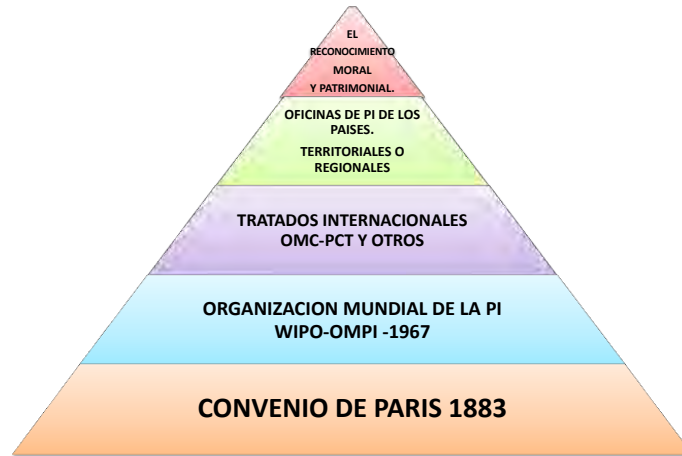 EL
RECONOCIMIENTO
MORAL
Y PATRIMONIAL.
OFICINAS DE PI DE LOS
PAISES.
TERRITORIALES O
REGIONALES
TRATADOS INTERNACIONALES
OMC-PCT Y OTROS
ORGANIZACION MUNDIAL DE LA PI
WIPO-OMPI -1967
CONVENIO DE PARIS 1883